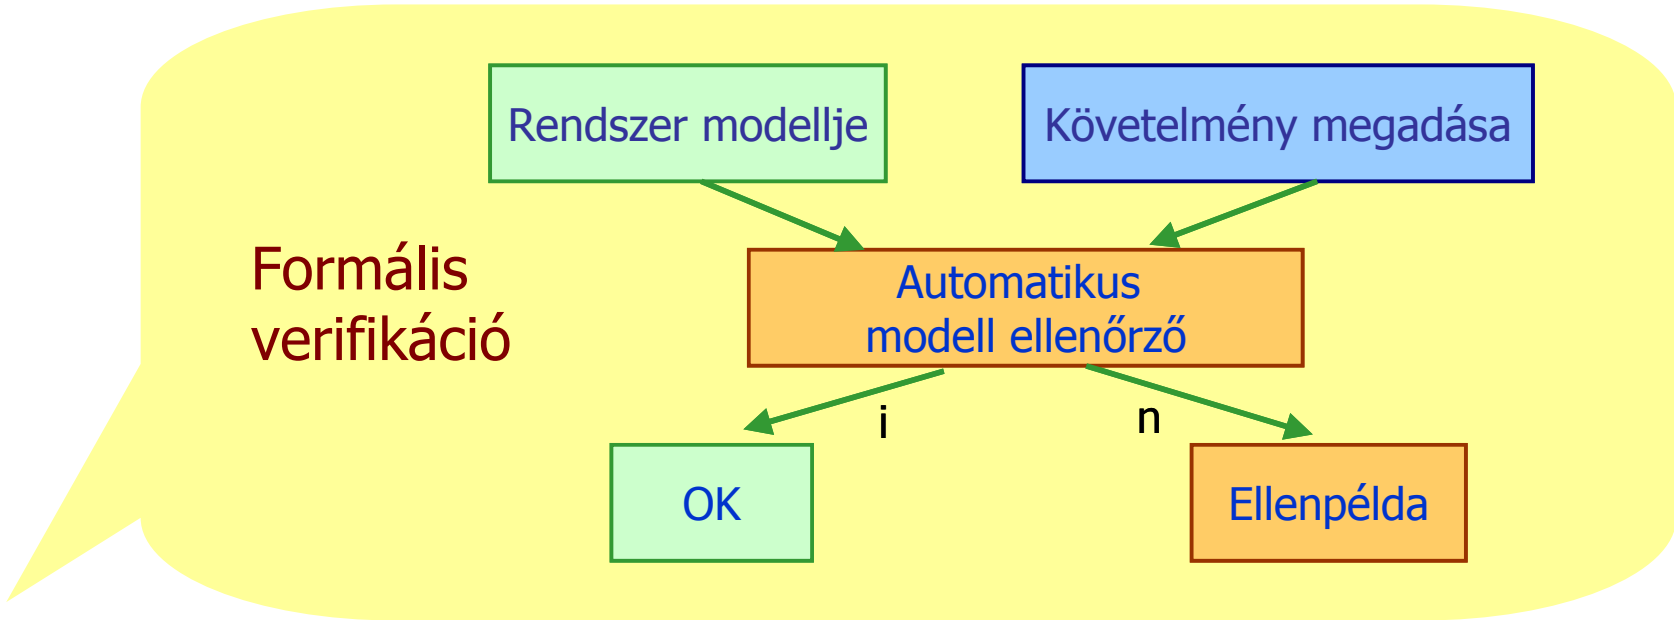 Rendszer modellje
Követelmény megadása
Formális
verifikáció
Automatikus
modell ellenőrző
i
n
OK
Ellenpélda